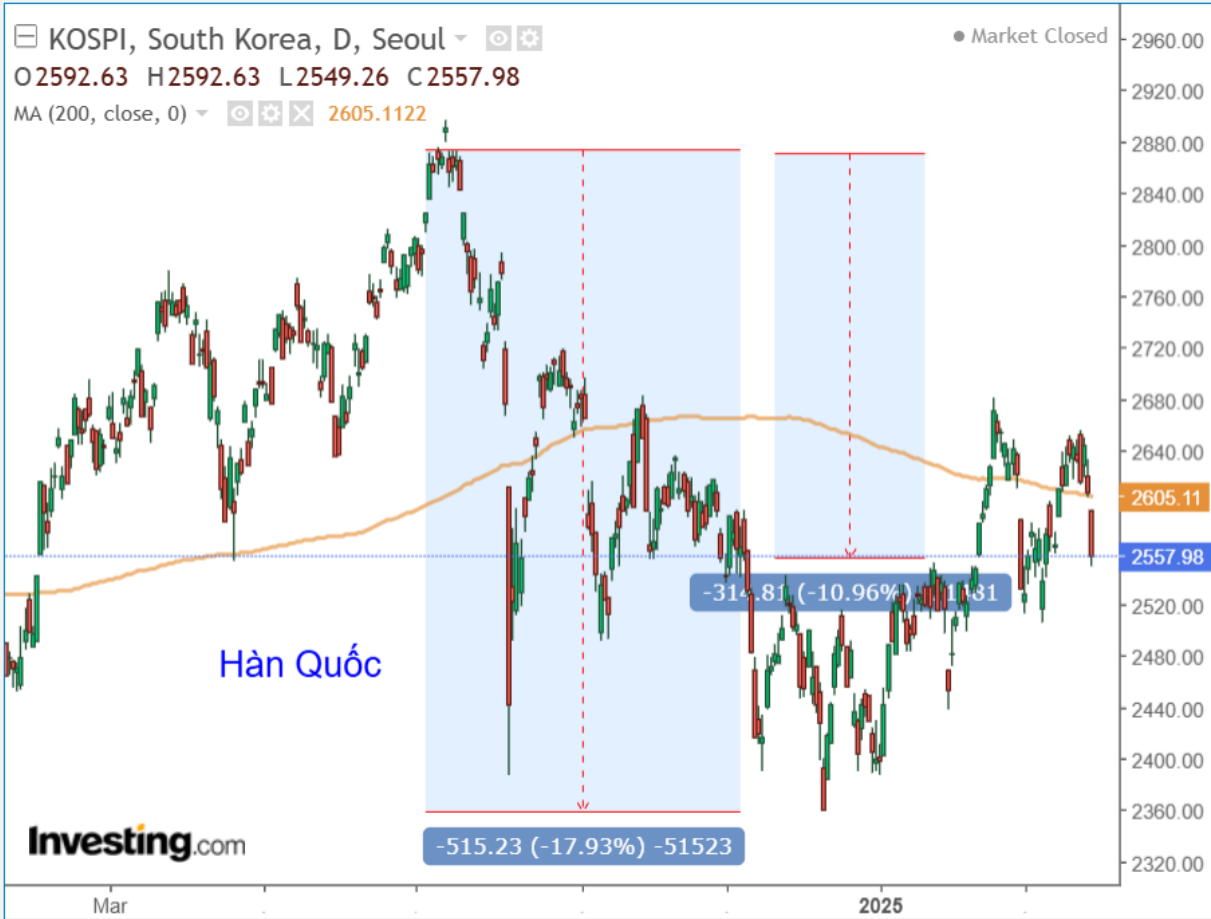 KOSPI, South Korea, D, Seoul
Market Closed
O2592.63 H2592.63 L2549.26 C2557.98
MA (200, close, 0) 2605.1122
2960.00
2920.00
2880.00
2840.00
2800.00
2760.00
2720.00
2680.00
2640.00
2605.11
2557.98
2520.00
2480.00
2440.00
2400.00
2360.00
2320.00
-314.81 (-10.96%)
Hàn Quốc
-515.23 (-17.93%) -51523
Investing.com
Mar
2025